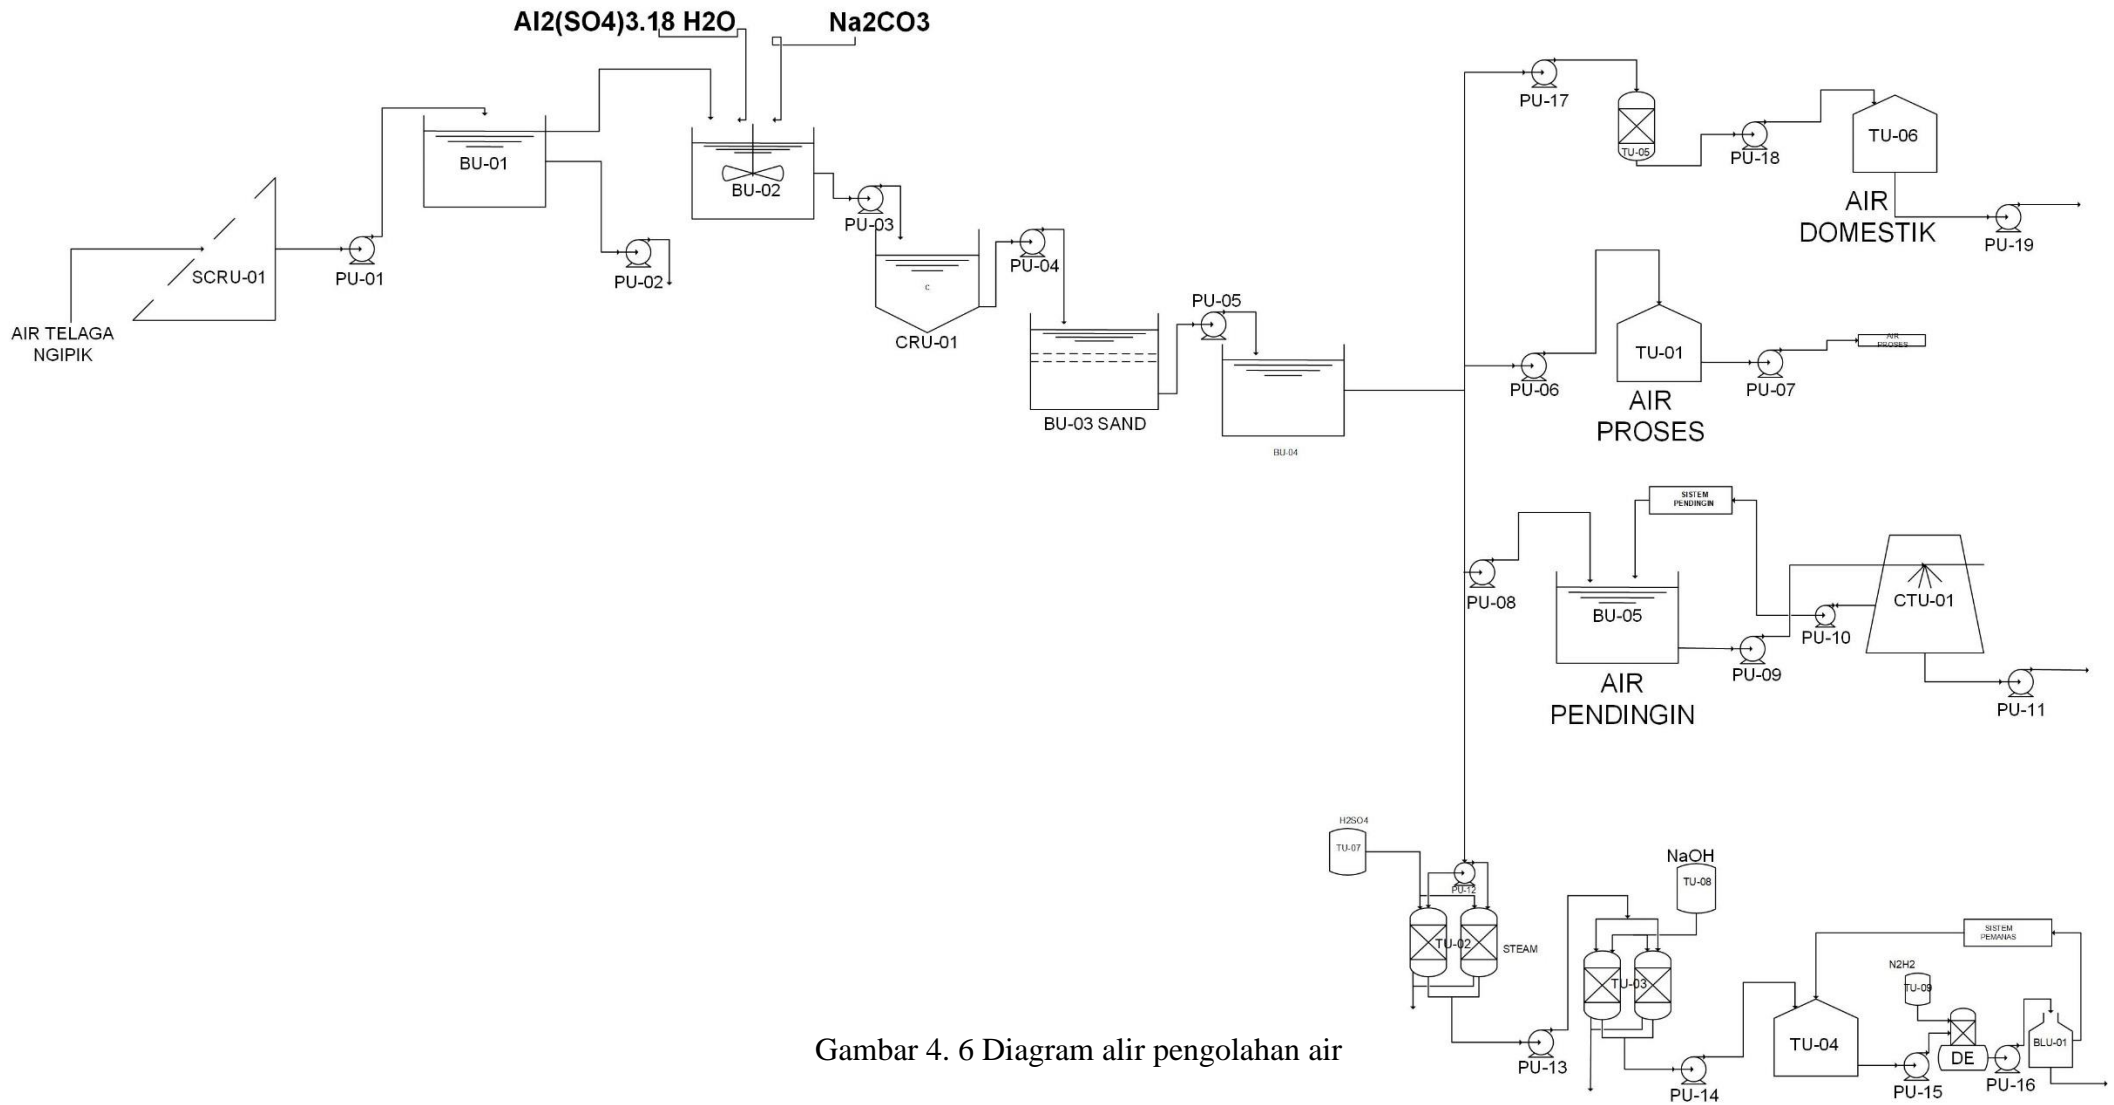 Al2(SO4)3.18 H2O
Na2CO3
PU-17
TU-05
PU-18
TU-06
AIR
DOMESTIK
PU-19
BU-01
BU-02
PU-03
SCRU-01
PU-01
PU-02
AIR TELAGA
NGIPIK
C
CRU-01
PU-04
PU-05
BU-03 SAND
BU-04
PU-06
TU-01
PU-07
AIR
PROSES
AIR
PROSES
SISTEM
PENDINGIN
PU-08
BU-05
PU-09
PU-10
CTU-01
PU-11
AIR
PENDINGIN
H2SO4
TU-07
PU-12
TU-02
STEAM
NaOH
TU-08
TU-03
PU-13
PU-14
SISTEM
PEMANAS
N2H2
TU-09
TU-04
PU-15
DE
PU-16
BLU-01
Gambar 4. 6 Diagram alir pengolahan air